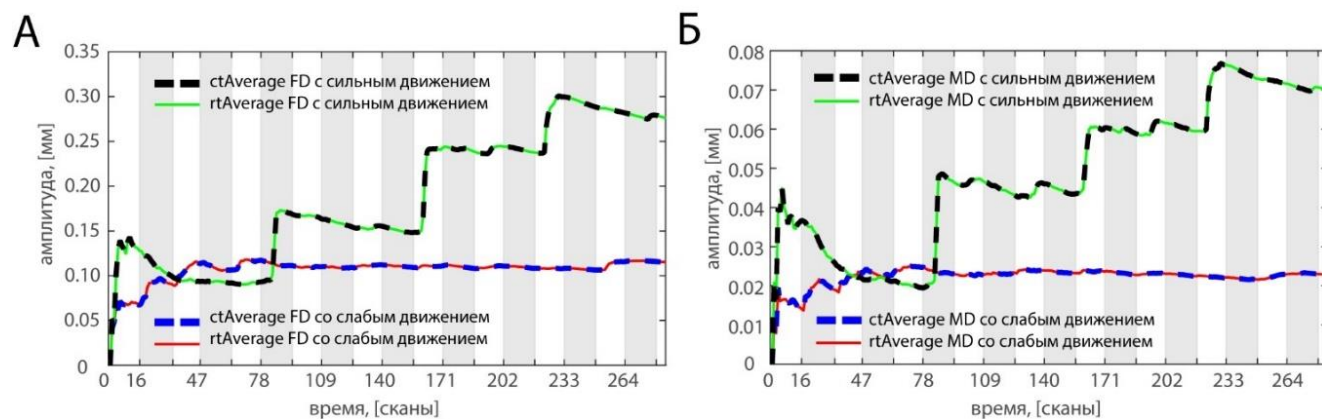 А
0.35
0.30
0.25
0.20
0.15
0.10
0.05
0
амплитуда, [мм]
ctAverage FD с сильным движением
rtAverage FD с сильным движением
ctAverage FD со слабым движением
rtAverage FD со слабым движением
0 16 47 78 109 140 171 202 233 264
время, [сканы]
Б
0.08
0.07
0.06
0.05
0.04
0.03
0.02
0.01
0
амплитуда, [мм]
ctAverage MD с сильным движением
rtAverage MD с сильным движением
ctAverage MD со слабым движением
rtAverage MD со слабым движением
0 16 47 78 109 140 171 202 233 264
время, [сканы]